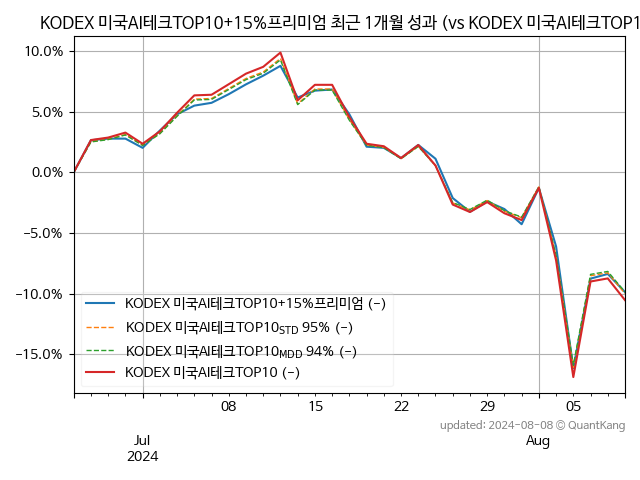 KODEX 미국AI테크TOP10+15%프리미엄 최근 1개월 성과 (vs KODEX 미국AI테크TOP1
10.0%
5.0%
0.0%
−5.0%
−10.0%
−15.0%
KODEX 미국AI테크TOP10+15%프리미엄 (−)
KODEX 미국AI테크TOP10STD 95% (−)
KODEX 미국AI테크TOP10MDD 94% (−)
KODEX 미국AI테크TOP10 (−)
08 15 22 29 05
updated: 2024-08-08 © QuantKang
Jul Aug
2024